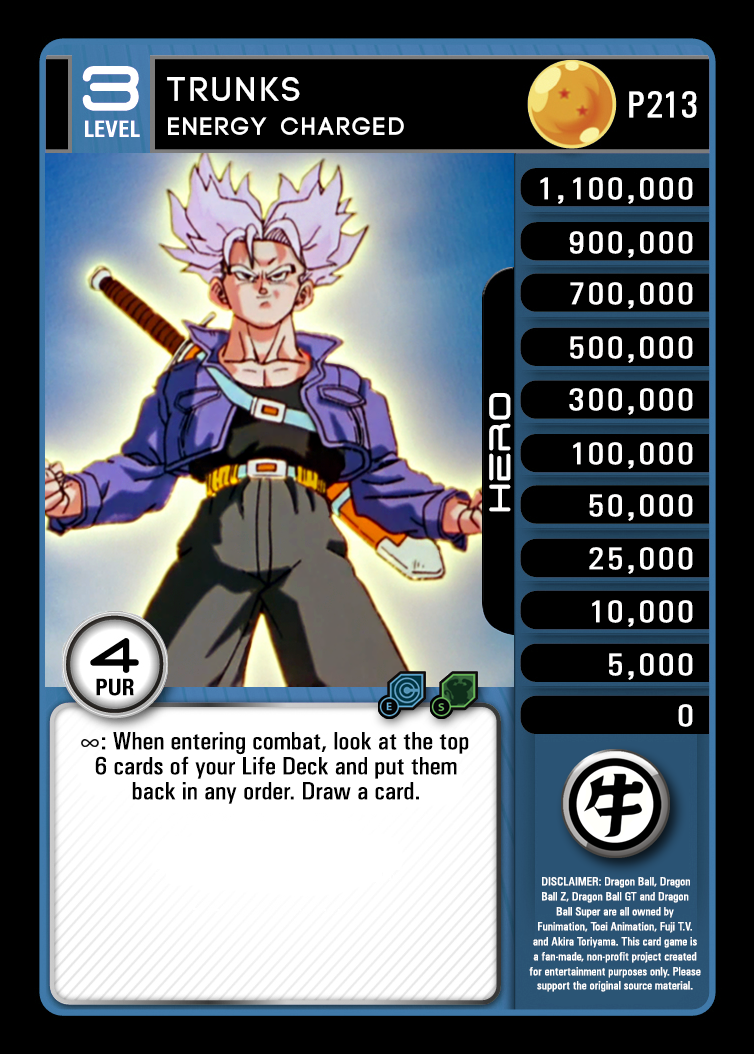 3
LEVEL
TRUNKS
ENERGY CHARGED
P213
1,100,000
900,000
700,000
500,000
300,000
100,000
50,000
25,000
10,000
5,000
0
HERO
4
PUR
E
S
∞: When entering combat, look at the top
6 cards of your Life Deck and put them
back in any order. Draw a card.
牛
DISCLAIMER: Dragon Ball, Dragon
Ball Z, Dragon Ball GT and Dragon
Ball Super are all owned by
Funimation, Toei Animation, Fuji T.V.
and Akira Toriyama. This card game is
a fan-made, non-profit project created
for entertainment purposes only. Please
support the original source material.